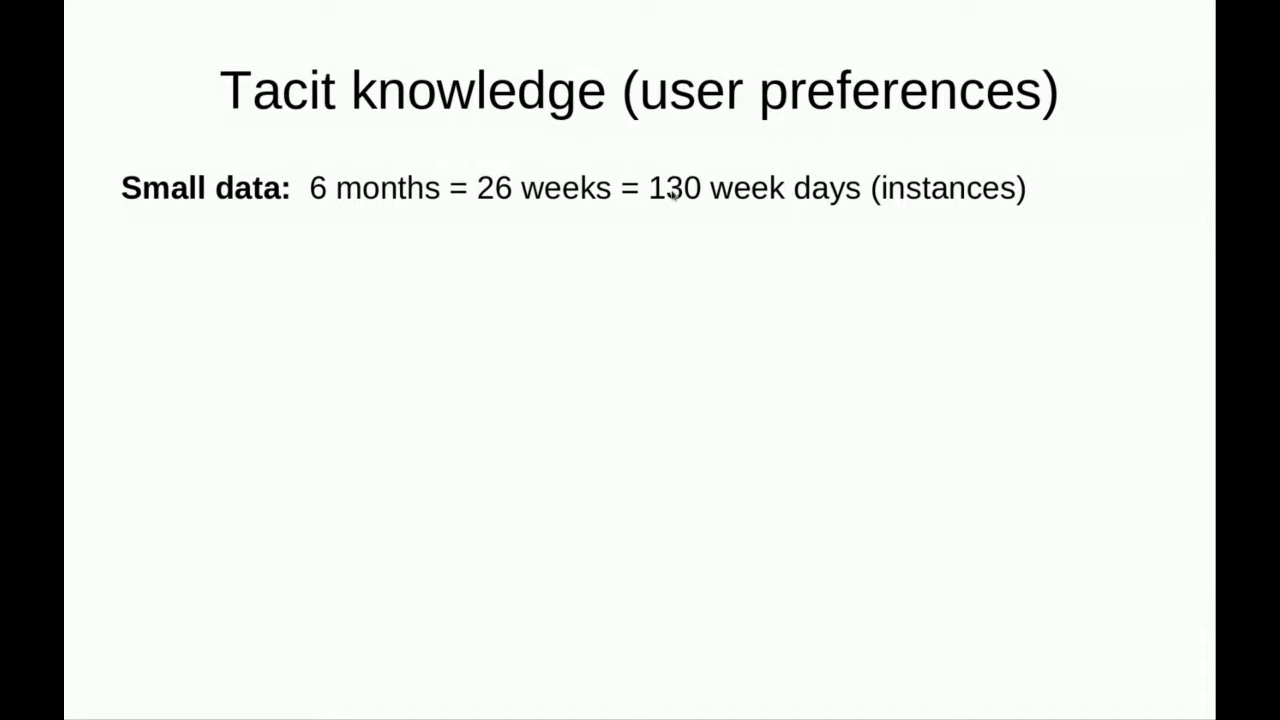 Tacit knowledge (user preferences)
Small data: 6 months = 26 weeks = 130 week days (instances)